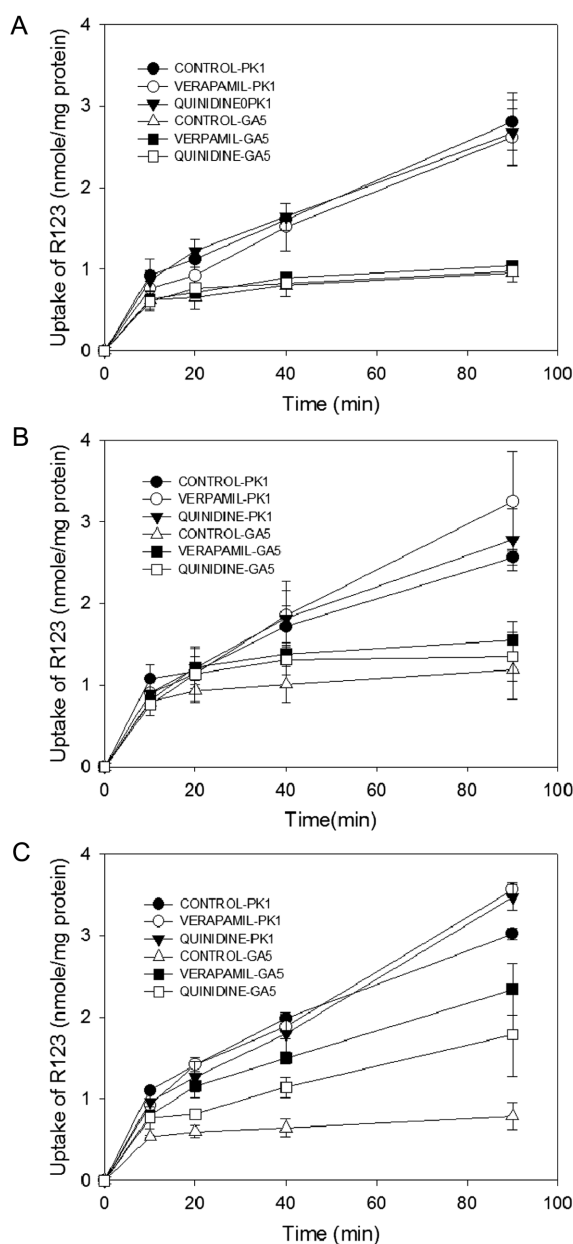 A
Uptake of R123 (nmole/mg protein)
4
3
2
1
0
CONTROL-PK1
VERAPAMIL-PK1
QUINIDINE0PK1
CONTROL-GA5
VERPAMIL-GA5
QUINIDINE-GA5
0 20 40 60 80 100
Time (min)
B
Uptake of R123 (nmole/mg protein)
4
3
2
1
0
CONTROL-PK1
VERPAMIL-PK1
QUINIDINE-PK1
CONTROL-GA5
VERAPAMIL-GA5
QUINIDINE-GA5
0 20 40 60 80 100
Time(min)
C
Uptake of R123 (nmole/mg protein)
4
3
2
1
0
CONTROL-PK1
VERAPAMIL-PK1
QUINIDINE-PK1
CONTROL-GA5
VERAPAMIL-GA5
QUINIDINE-GA5
0 20 40 60 80 100
Time (min)